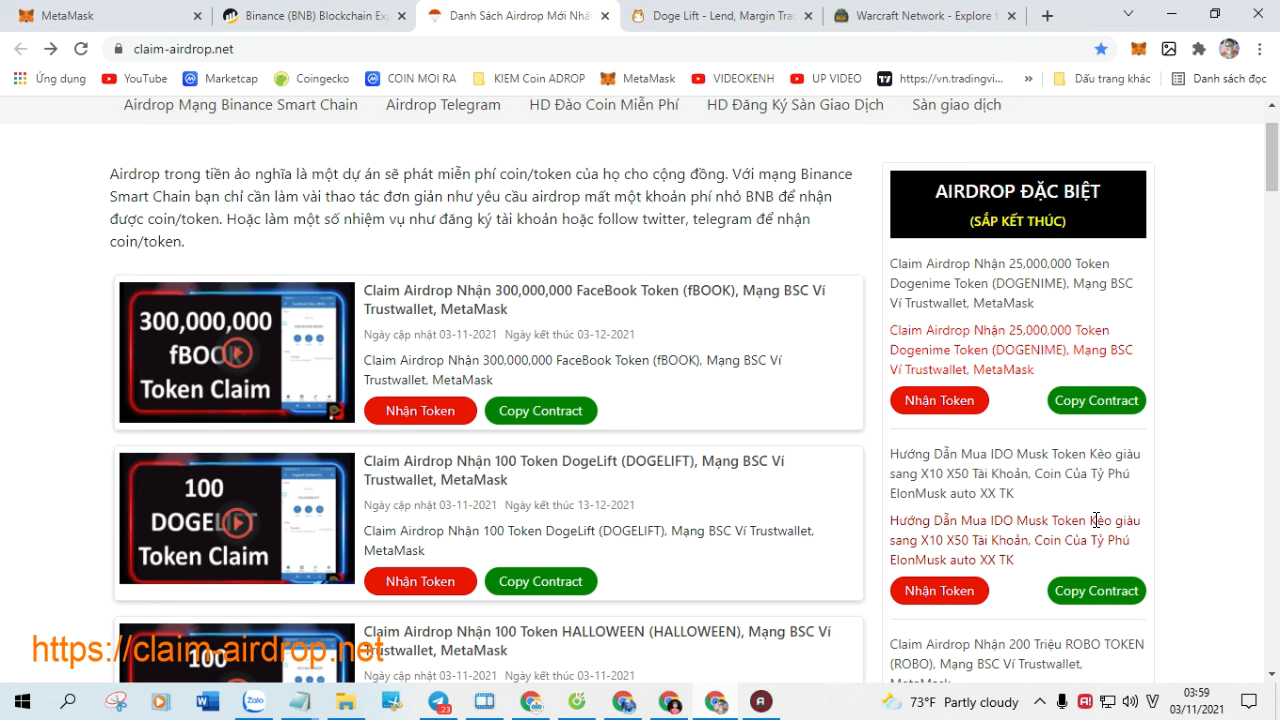 MetaMask
Binance (BNB) Blockchain Ex
Danh Sách Airdrop Mới Nhấ
Doge Lift - Lend, Margin Tra
Warcraft Network - Explore t
claim-airdrop.net
Ứng dụng
YouTube
Marketcap
Coingecko
COIN MOI RA
KIEM Coin ADROP
MetaMask
VIDEOKENH
UP VIDEO
https://vn.tradingvi...
Dấu trang khác
Danh sách đọc
Airdrop Mạng Binance Smart Chain
Airdrop Telegram
HD Đào Coin Miễn Phí
HD Đăng Ký Sàn Giao Dịch
Sàn giao dịch
Airdrop trong tiền ảo nghĩa là một dự án sẽ phát miễn phí coin/token của họ cho cộng đồng. Với mạng Binance
Smart Chain bạn chỉ cần làm vài thao tác đơn giản như yêu cầu airdrop mất một khoản phí nhỏ BNB để nhận
được coin/token. Hoặc làm một số nhiệm vụ như đăng ký tài khoản hoặc follow twitter, telegram để nhận
coin/token.
300,000,000
fBOOK
Token Claim
Claim Airdrop Nhận 300,000,000 FaceBook Token (fBOOK), Mạng BSC Ví
Trustwallet, MetaMask
Ngày cập nhật 03-11-2021 Ngày kết thúc 03-12-2021
Claim Airdrop Nhận 300,000,000 FaceBook Token (fBOOK), Mạng BSC Ví
Trustwallet, MetaMask
Nhận Token
Copy Contract
100
DOGELIFT
Token Claim
Claim Airdrop Nhận 100 Token DogeLift (DOGELIFT), Mạng BSC Ví
Trustwallet, MetaMask
Ngày cập nhật 03-11-2021 Ngày kết thúc 13-12-2021
Claim Airdrop Nhận 100 Token DogeLift (DOGELIFT), Mạng BSC Ví Trustwallet,
MetaMask
Nhận Token
Copy Contract
100
Claim Airdrop Nhận 100 Token HALLOWEEN (HALLOWEEN), Mạng BSC Ví
Trustwallet, MetaMask
Ngày cập nhật 03-11-2021 Ngày kết thúc 03-12-2021
AIRDROP ĐẶC BIỆT
(SẮP KẾT THÚC)
Claim Airdrop Nhận 25,000,000 Token
Dogenime Token (DOGENIME), Mạng BSC
Ví Trustwallet, MetaMask
Claim Airdrop Nhận 25,000,000 Token
Dogenime Token (DOGENIME), Mạng BSC
Ví Trustwallet, MetaMask
Nhận Token
Copy Contract
Hướng Dẫn Mua IDO Musk Token Kèo giàu
sang X10 X50 Tài Khoản, Coin Của Tỷ Phú
ElonMusk auto XX TK
Hướng Dẫn Mua IDO Musk Token Kèo giàu
sang X10 X50 Tài Khoản, Coin Của Tỷ Phú
ElonMusk auto XX TK
Nhận Token
Copy Contract
Claim Airdrop Nhận 200 Triệu ROBO TOKEN
(ROBO), Mạng BSC Ví Trustwallet,
https://claim-airdrop.net
Zalo
23
73°F Partly cloudy
03:59
03/11/2021